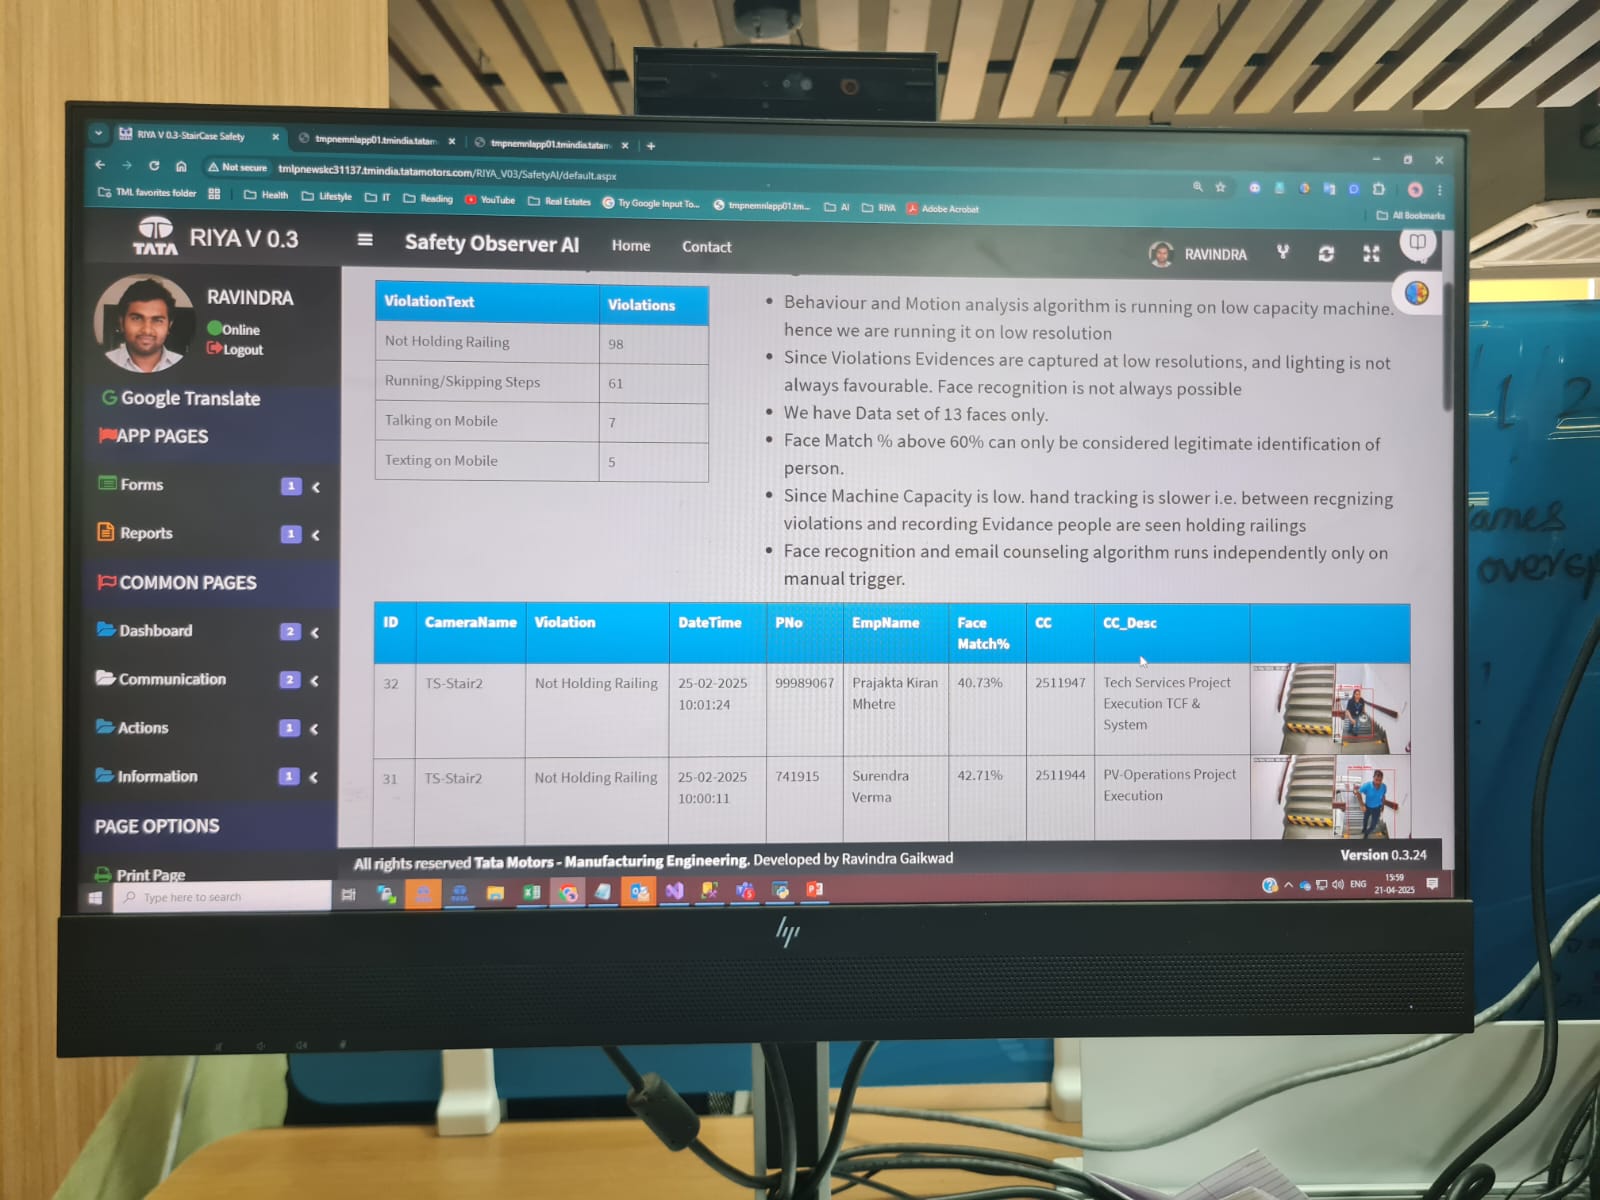 RIYA V 0.3-StairCase Safety
tmpnemnlapp01.tmindia.tatam
tmpnemnlapp01.tmindia.tatam
Not secure
tmlpnewskc31137.tmindia.tatamotors.com/RIYA_V03/SafetyAI/default.aspx
TML favorites folder
Health
Lifestyle
IT
Reading
YouTube
Real Estates
Try Google Input To...
tmpnemnlapp01.tm...
AI
RIYA
Adobe Acrobat
All Bookmarks
TATA
RIYA V 0.3
Safety Observer AI
Home
Contact
RAVINDRA
RAVINDRA
Online
Logout
Google Translate
APP PAGES
Forms 1
Reports 1
COMMON PAGES
Dashboard 2
Communication 2
Actions 1
Information 1
PAGE OPTIONS
Print Page
ViolationText Violations
Not Holding Railing 98
Running/Skipping Steps 61
Talking on Mobile 7
Texting on Mobile 5
• Behaviour and Motion analysis algorithm is running on low capacity machine.
hence we are running it on low resolution
• Since Violations Evidences are captured at low resolutions, and lighting is not
always favourable. Face recognition is not always possible
• We have Data set of 13 faces only.
• Face Match % above 60% can only be considered legitimate identification of
person.
• Since Machine Capacity is low. hand tracking is slower i.e. between recgnizing
violations and recording Evidance people are seen holding railings
• Face recognition and email counseling algorithm runs independently only on
manual trigger.
ID CameraName Violation DateTime PNo EmpName Face CC CC_Desc
Match%
32 TS-Stair2 Not Holding Railing 25-02-2025 99989067 Prajakta Kiran 40.73% 2511947 Tech Services Project
10:01:24 Mhetre Execution TCF &
System
31 TS-Stair2 Not Holding Railing 25-02-2025 741915 Surendra 42.71% 2511944 PV-Operations Project
10:00:11 Verma Execution
All rights reserved Tata Motors - Manufacturing Engineering. Developed by Ravindra Gaikwad
Version 0.3.24
Type here to search
ENG
15:59
21-04-2025
hp
1 2
ames